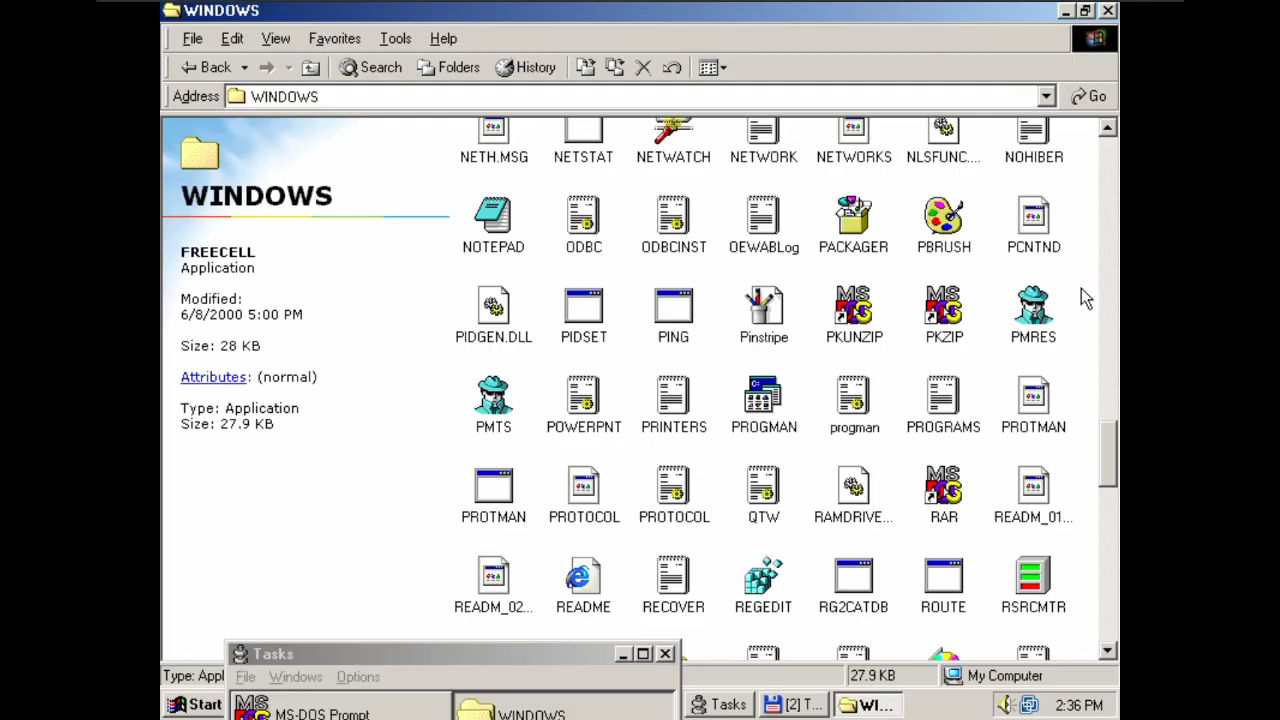 WINDOWS
File Edit View Favorites Tools Help
Back Search Folders History
Address WINDOWS Go
WINDOWS
FREECELL
Application
Modified:
6/8/2000 5:00 PM
Size: 28 KB
Attributes: (normal)
Type: Application
Size: 27.9 KB
NETH.MSG NETSTAT NETWATCH NETWORK NETWORKS NLSFUNC.... NOHIBER
NOTEPAD ODBC ODBCINST OEWABLog PACKAGER PBRUSH PCNTND
PIDGEN.DLL PIDSET PING Pinstripe PKUNZIP PKZIP PMRES
PMTS POWERPNT PRINTERS PROGMAN progman PROGRAMS PROTMAN
PROTMAN PROTOCOL PROTOCOL QTW RAMDRIVE... RAR READM_01...
READM_02... README RECOVER REGEDIT RG2CATDB ROUTE RSRCMTR
Tasks
File Windows Options
MS-DOS Prompt WINDOWS
Type: Appl 27.9 KB My Computer
Start Tasks [2] T... WI... 2:36 PM